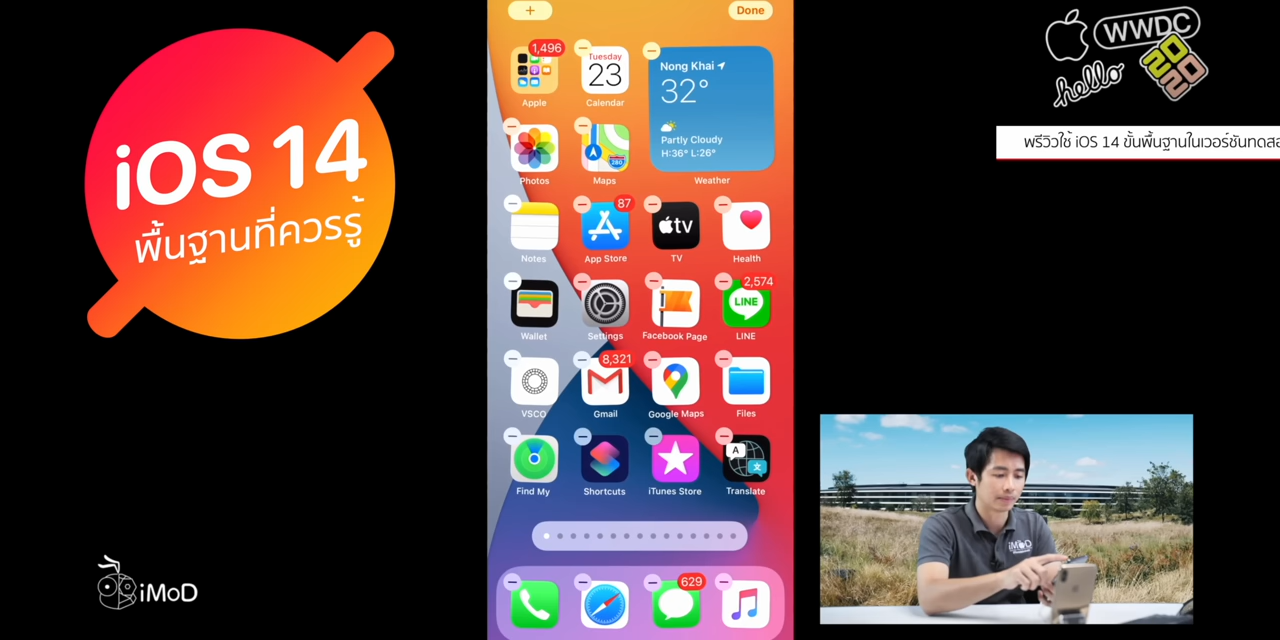 iOS 14
พื้นฐานที่ควรรู้
iMoD
+
Done
1,496
Apple
Tuesday
23
Calendar
Nong Khai
32°
Partly Cloudy
H:36° L:26°
Weather
Photos
280
Maps
Notes
87
App Store
tv
TV
Health
Wallet
Settings
Facebook Page
2,574
LINE
LINE
VSCO
8,321
Gmail
Google Maps
Files
Find My
Shortcuts
iTunes Store
A
文
Translate
629
WWDC
2020
hello
พรีวิวใช้ iOS 14 ขั้นพื้นฐานในเวอร์ชันทดส
iMoD